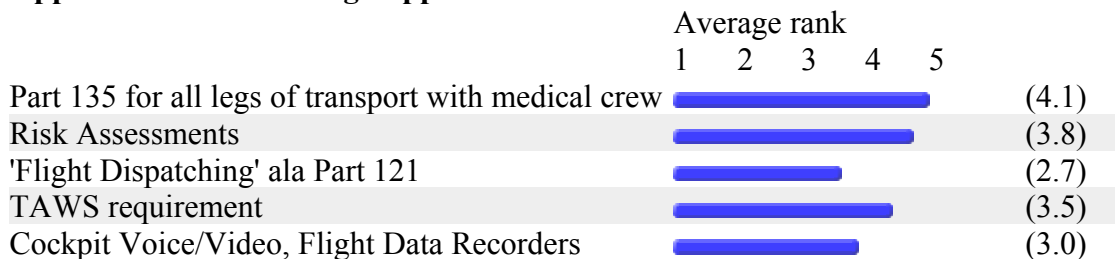 Average rank
1 2 3 4 5
Part 135 for all legs of transport with medical crew (4.1)
Risk Assessments (3.8)
'Flight Dispatching' ala Part 121 (2.7)
TAWS requirement (3.5)
Cockpit Voice/Video, Flight Data Recorders (3.0)